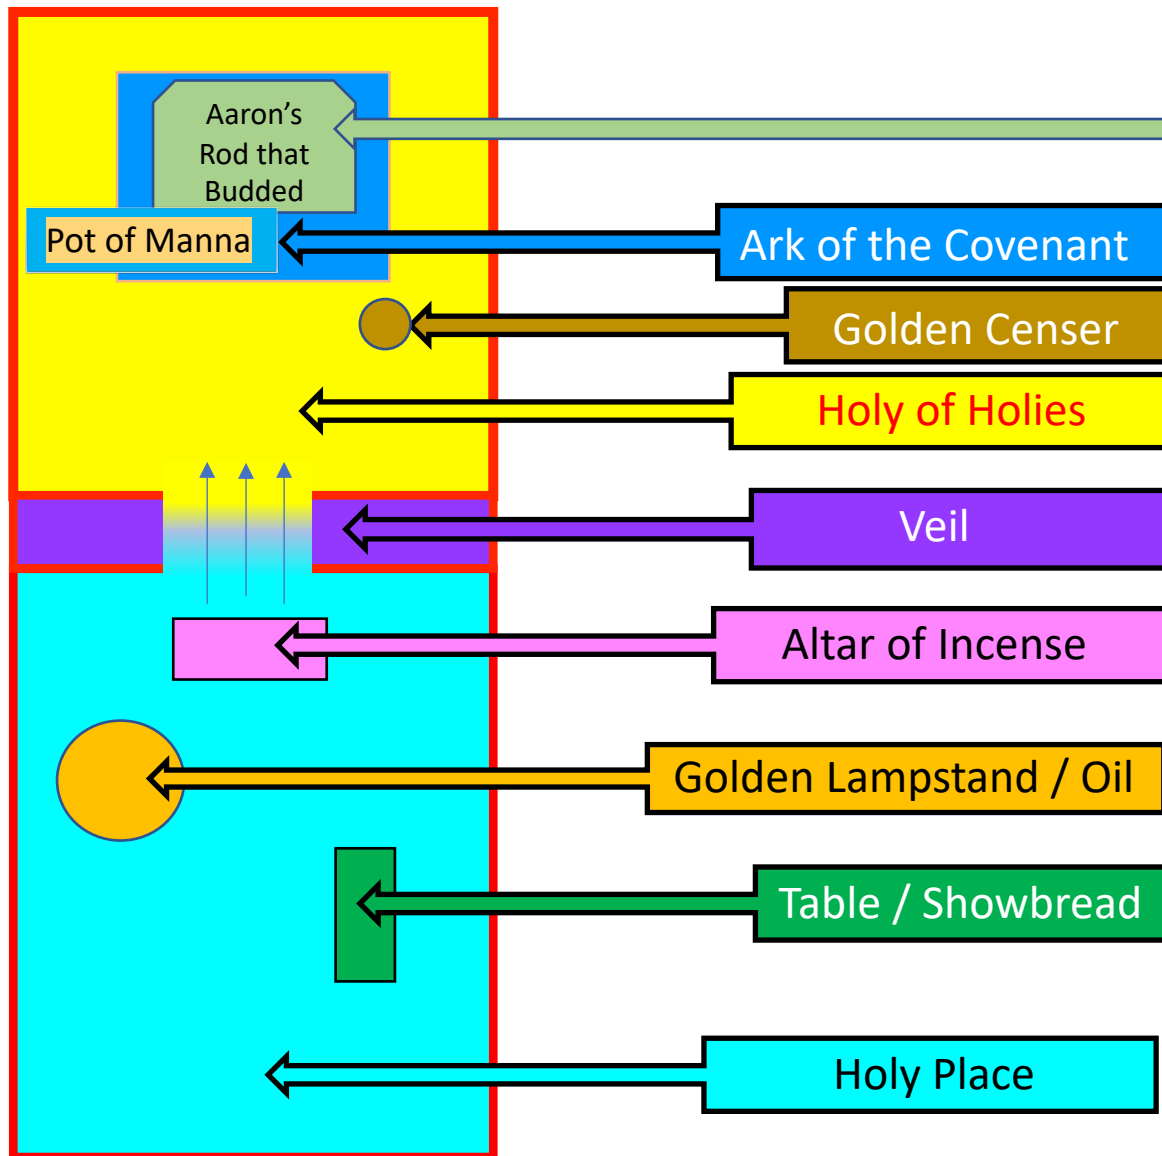 Aaron’s
Rod that
Budded
Pot of Manna
Ark of the Covenant
Golden Censer
Holy of Holies
Veil
Altar of Incense
Golden Lampstand / Oil
Table / Showbread
Holy Place